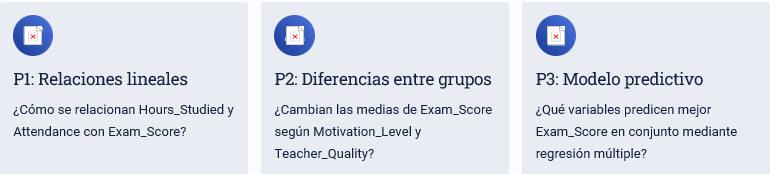 P1: Relaciones lineales
¿Cómo se relacionan Hours_Studied y
Attendance con Exam_Score?
P2: Diferencias entre grupos
¿Cambian las medias de Exam_Score
según Motivation_Level y
Teacher_Quality?
P3: Modelo predictivo
¿Qué variables predicen mejor
Exam_Score en conjunto mediante
regresión múltiple?